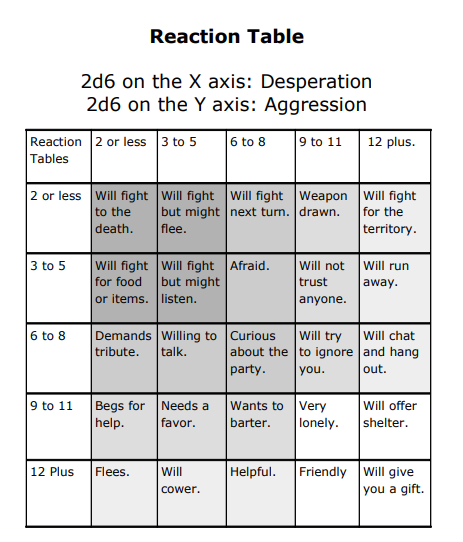 Reaction Table
2d6 on the X axis: Desperation
2d6 on the Y axis: Aggression
Reaction Tables 2 or less 3 to 5 6 to 8 9 to 11 12 plus.
2 or less Will fight to the death. Will fight but might flee. Will fight next turn. Weapon drawn. Will fight for the territory.
3 to 5 Will fight for food or items. Will fight but might listen. Afraid. Will not trust anyone. Will run away.
6 to 8 Demands tribute. Willing to talk. Curious about the party. Will try to ignore you. Will chat and hang out.
9 to 11 Begs for help. Needs a favor. Wants to barter. Very lonely. Will offer shelter.
12 Plus Flees. Will cower. Helpful. Friendly Will give you a gift.